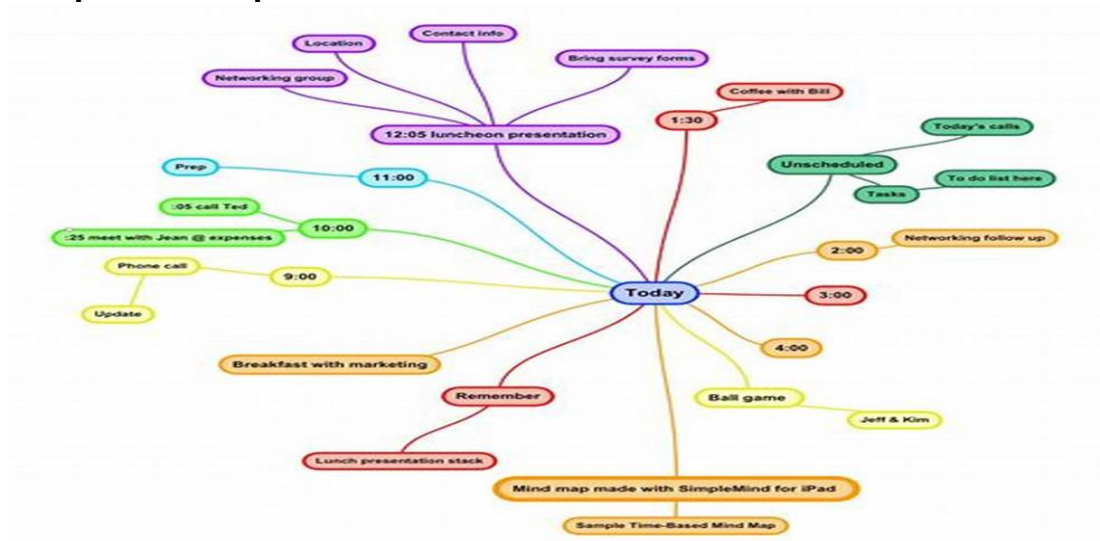 Contact info
Location
Bring survey forms
Networking group
12:05 luncheon presentation
Coffee with Bill
1:30
Today's calls
Unscheduled
To do list here
Tasks
Prep
11:00
:05 call Ted
:25 meet with Jean @ expenses
10:00
Networking follow up
2:00
Phone call
9:00
Update
Today
3:00
4:00
Breakfast with marketing
Remember
Lunch presentation stack
Ball game
Jeff & Kim
Mind map made with SimpleMind for iPad
Sample Time-Based Mind Map